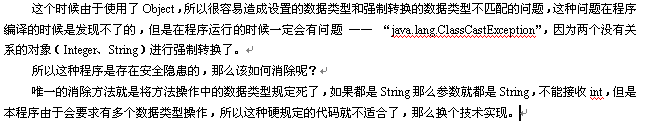 这个时候由于使用了 Object，所以很容易造成设置的数据类型和强制转换的数据类型不匹配的问题，这种问题在程序
编译的时候是发现不了的，但是在程序运行的时候一定会有问题 —— “java.lang.ClassCastException”，因为两个没有关
系的对象（Integer、String）进行强制转换了。
所以这种程序是存在安全隐患的，那么该如何消除呢？
唯一的消除方法就是将方法操作中的数据类型规定死了，如果都是 String 那么参数就都是 String，不能接收 int，但是
本程序由于会要求有多个数据类型操作，所以这种硬规定的代码就不适合了，那么换个技术实现。